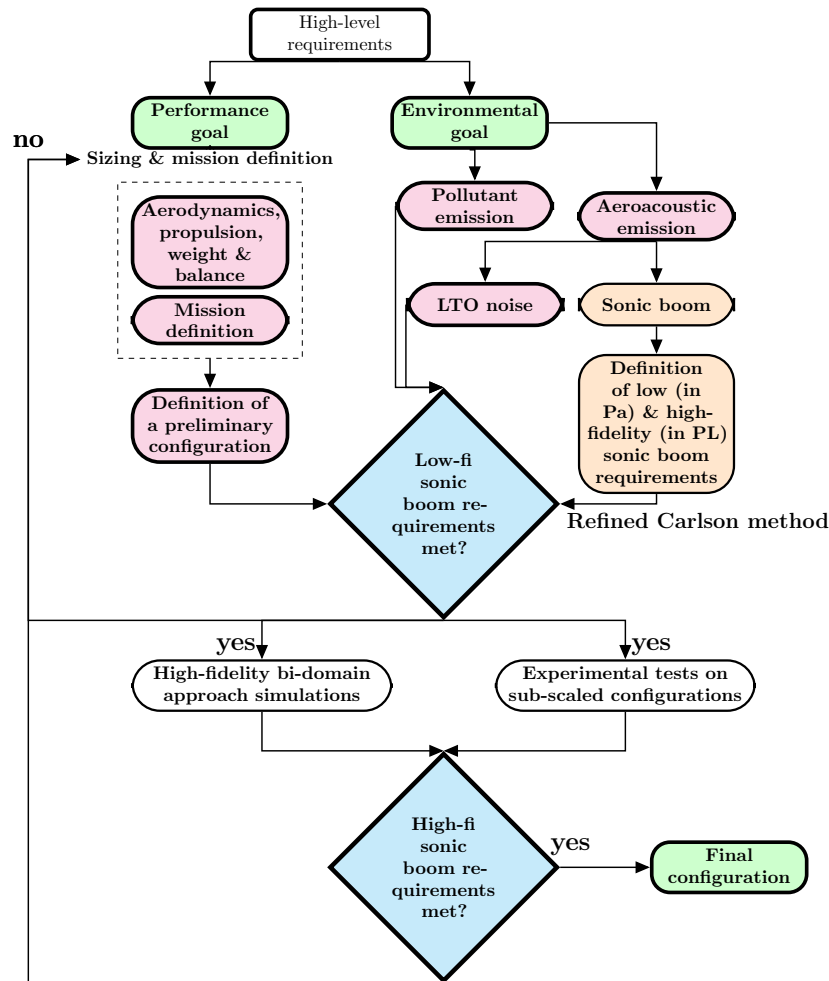 High-level
requirements
Performance
goal
Environmental
goal
no
Sizing & mission definition
Pollutant
emission
Aeroacoustic
emission
Aerodynamics,
propulsion,
weight &
balance
Mission
definition
LTO noise
Sonic boom
Definition of
a preliminary
configuration
Definition
of low (in
Pa) & high-
fidelity (in PL)
sonic boom
requirements
Low-fi
sonic
boom re-
quirements
met?
Refined Carlson method
yes
yes
High-fidelity bi-domain
approach simulations
Experimental tests on
sub-scaled configurations
High-fi
sonic
boom re-
quirements
met?
yes
Final
configuration